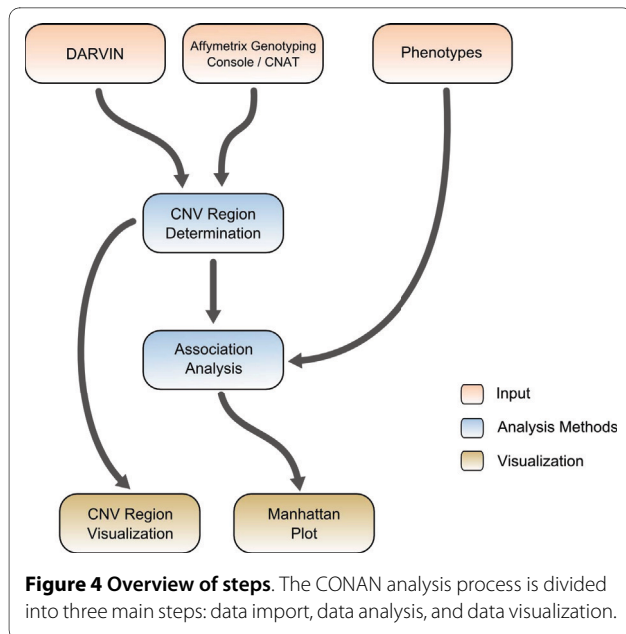 DARVIN
Affymetrix Genotyping
Console / CNAT
Phenotypes
CNV Region
Determination
Association
Analysis
Input
Analysis Methods
Visualization
CNV Region
Visualization
Manhattan
Plot
Figure 4 Overview of steps. The CONAN analysis process is divided
into three main steps: data import, data analysis, and data visualization.